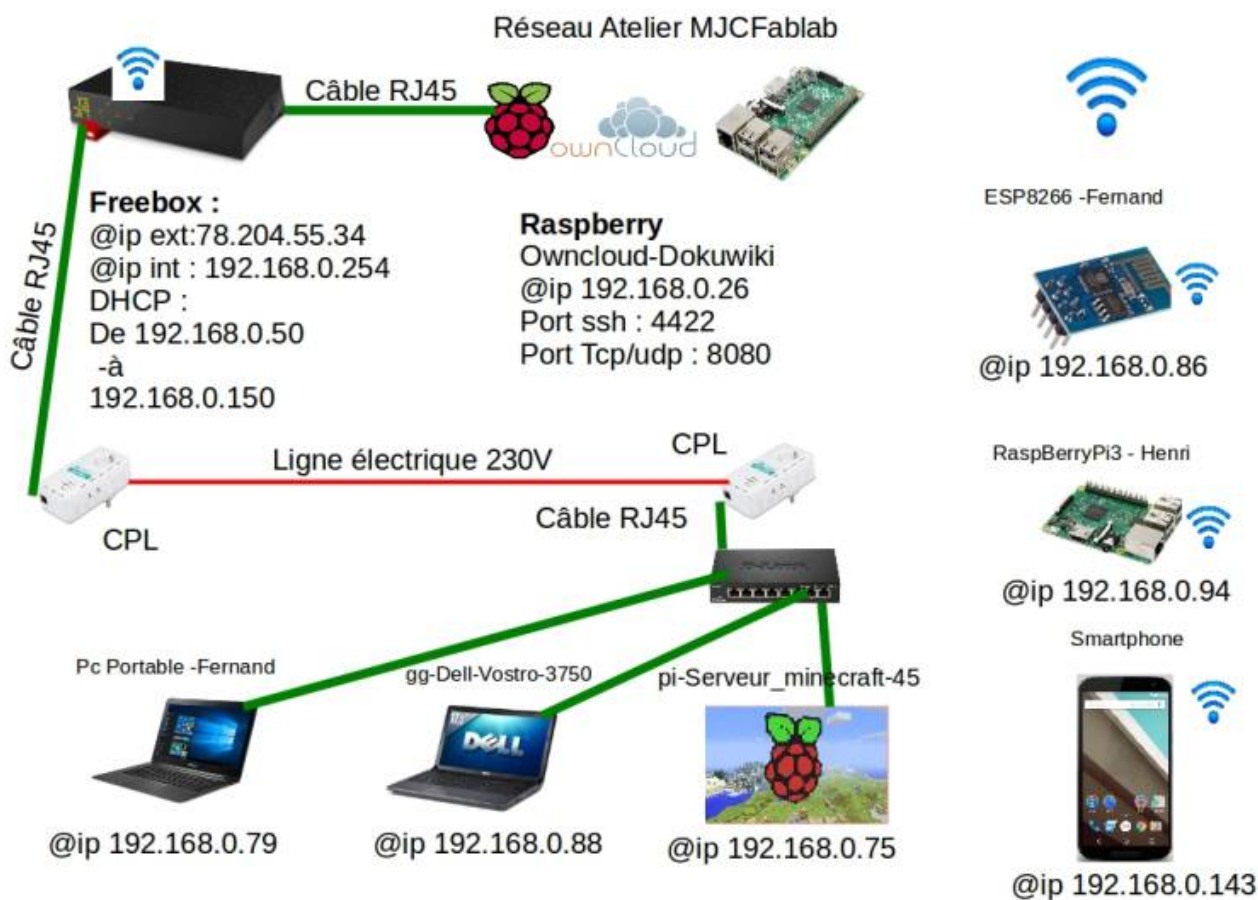 Réseau Atelier MJCFablab
Câble RJ45
ownCloud
Câble RJ45
Freebox :
@ip ext:78.204.55.34
@ip int : 192.168.0.254
DHCP :
De 192.168.0.50
-à
192.168.0.150
Raspberry
Owncloud-Dokuwiki
@ip 192.168.0.26
Port ssh : 4422
Port Tcp/udp : 8080
ESP8266 -Fernand
@ip 192.168.0.86
CPL
Ligne électrique 230V
CPL
Câble RJ45
RaspBerryPi3 - Henri
@ip 192.168.0.94
Pc Portable -Fernand
@ip 192.168.0.79
gg-Dell-Vostro-3750
DELL
@ip 192.168.0.88
pi-Serveur_minecraft-45
@ip 192.168.0.75
Smartphone
@ip 192.168.0.143